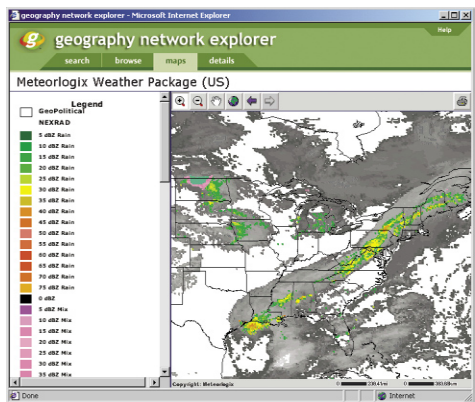 geography network explorer - Microsoft Internet Explorer
geography network explorer
Help
search browse maps details
Meteorlogix Weather Package (US)
Legend
GeoPolitical
NEXRAD
5 dBZ Rain
10 dBZ Rain
15 dBZ Rain
20 dBZ Rain
25 dBZ Rain
30 dBZ Rain
35 dBZ Rain
40 dBZ Rain
45 dBZ Rain
50 dBZ Rain
55 dBZ Rain
60 dBZ Rain
65 dBZ Rain
70 dBZ Rain
75 dBZ Rain
0 dBZ
5 dBZ Mix
10 dBZ Mix
15 dBZ Mix
20 dBZ Mix
25 dBZ Mix
30 dBZ Mix
35 dBZ Mix
Copyright: Meteorlogix
0
0
Done
Internet